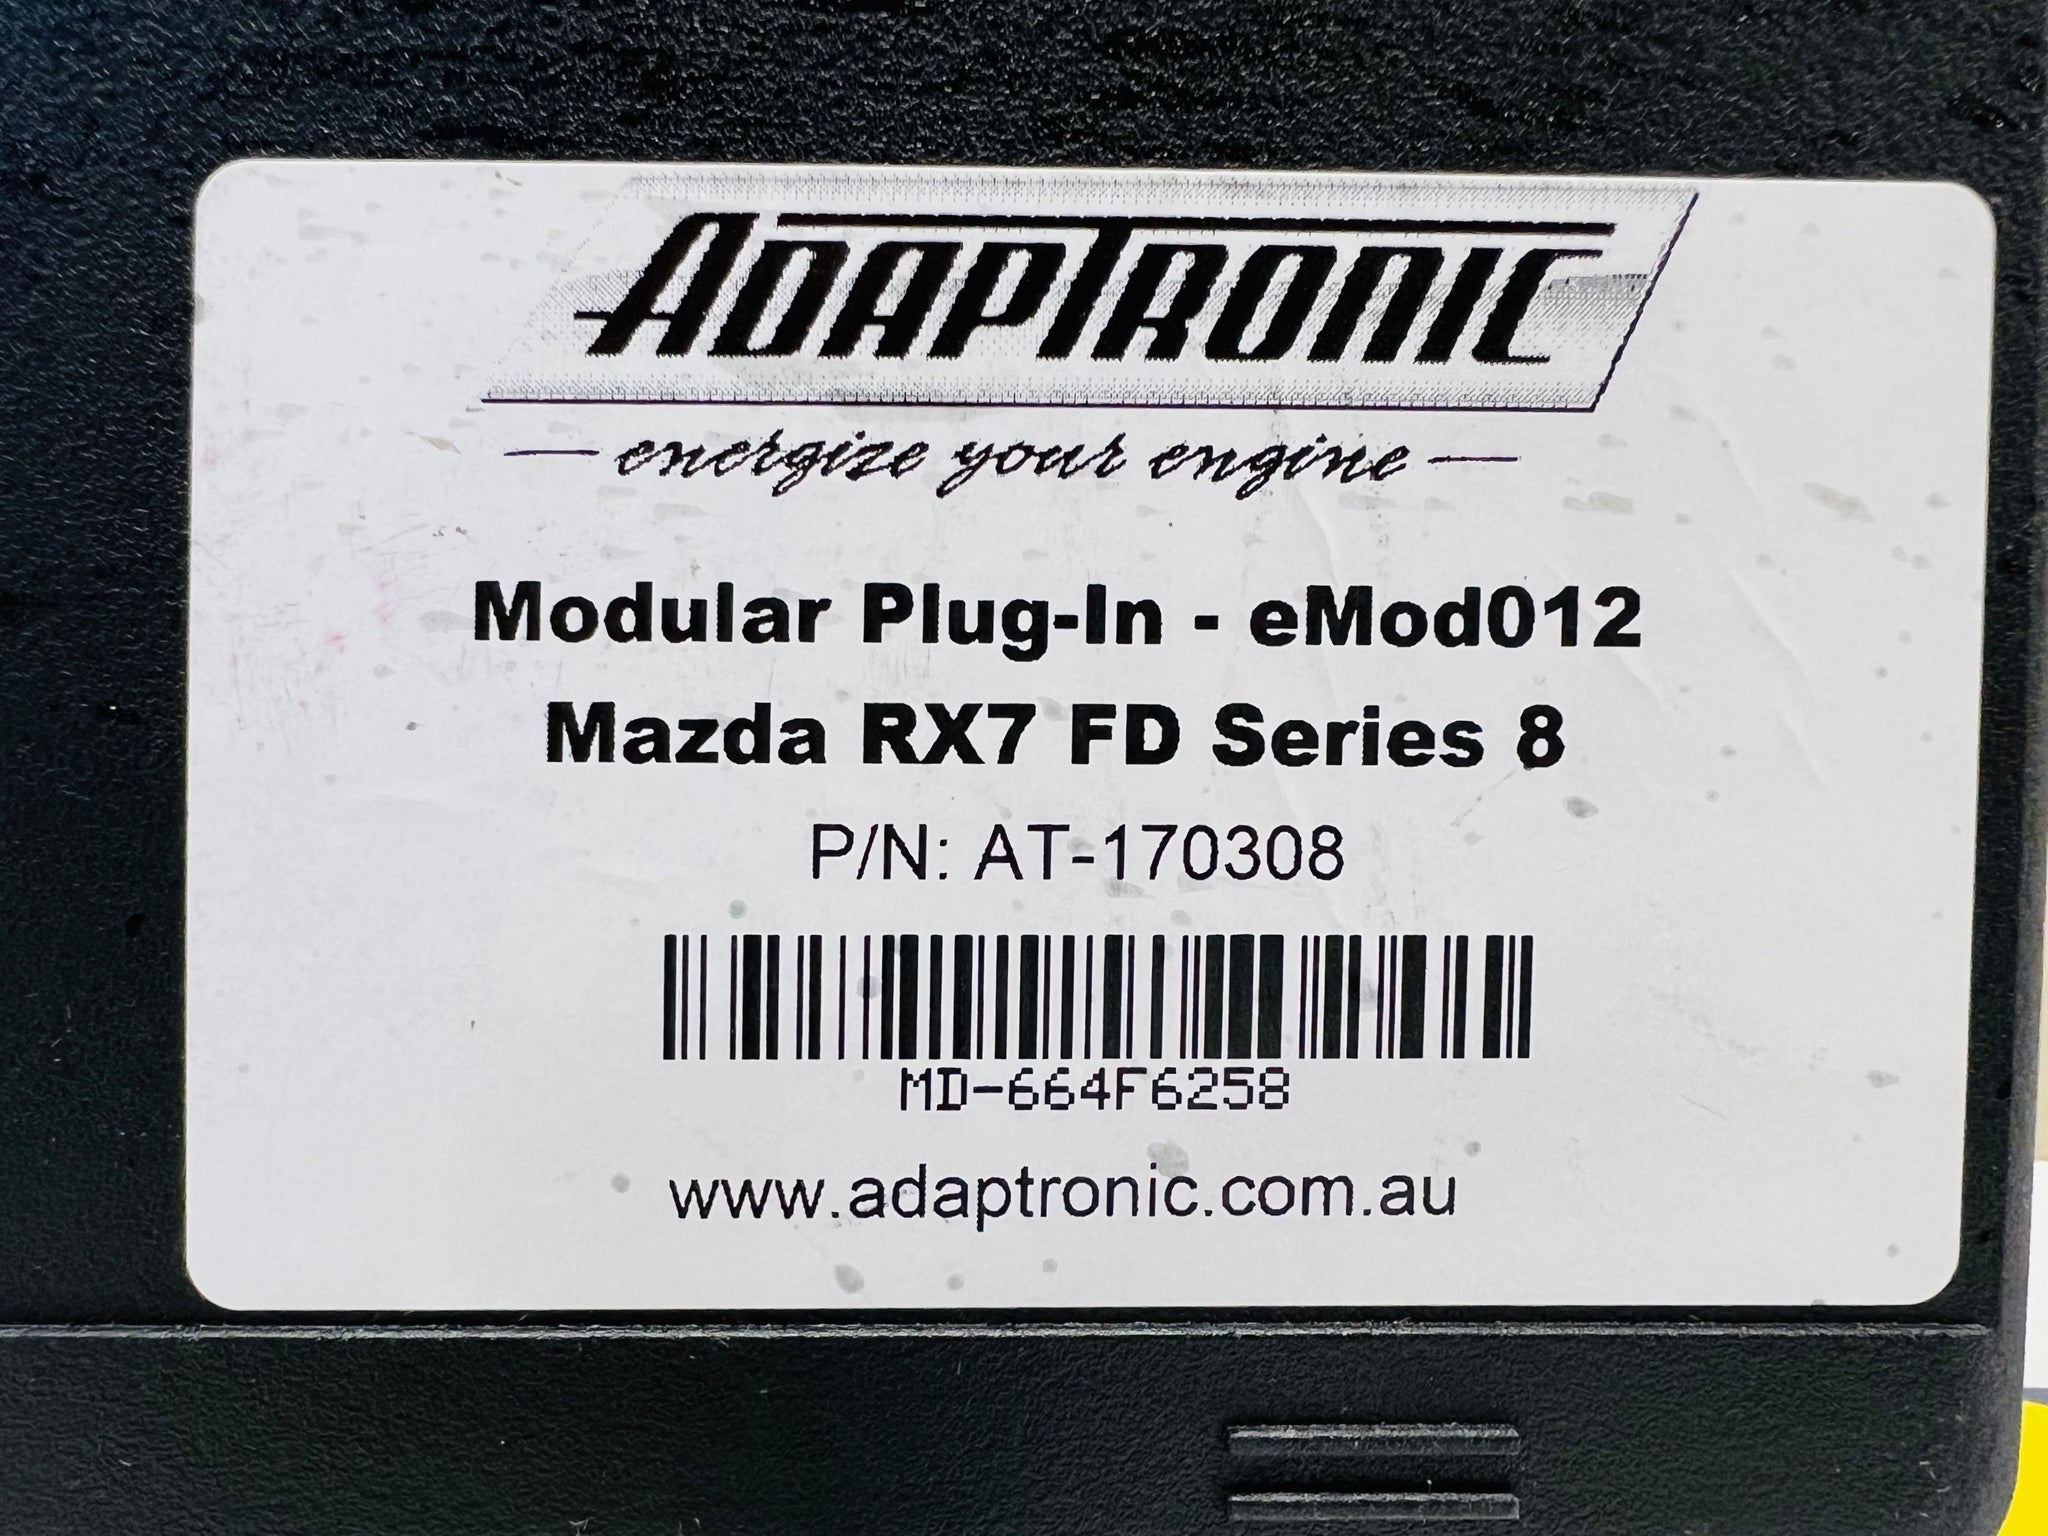 ADAPTRONIC
— energize your engine —
Modular Plug-In - eMod012
Mazda RX7 FD Series 8
P/N: AT-170308
MD-664F6258
www.adaptronic.com.au